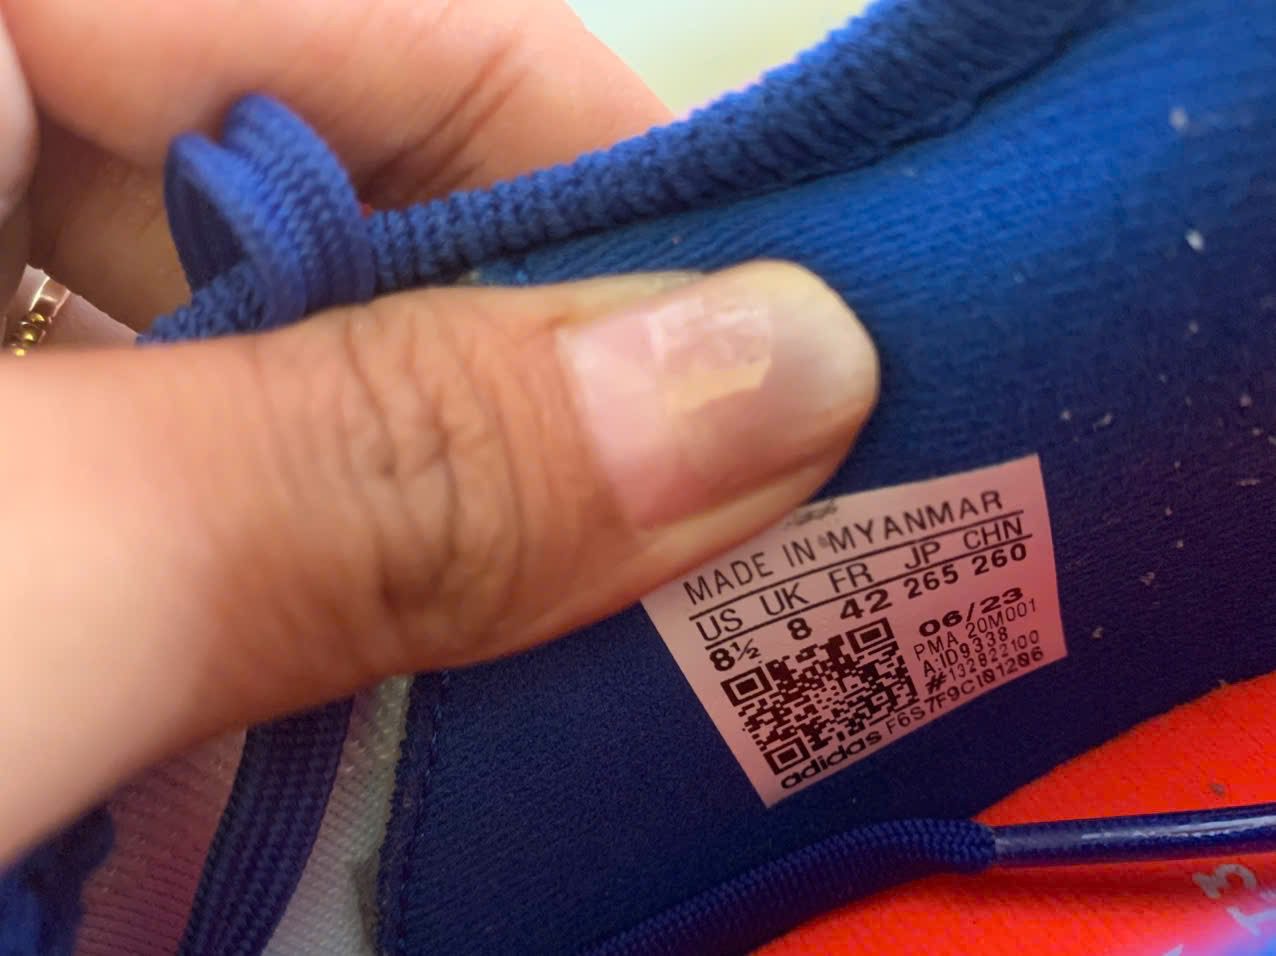 MADE IN MYANMAR
US UK FR JP CHN
8½ 8 42 265 260
06/23
PMA 20M001
A:ID9338
#132822100
adidas F6S7F9CI01206